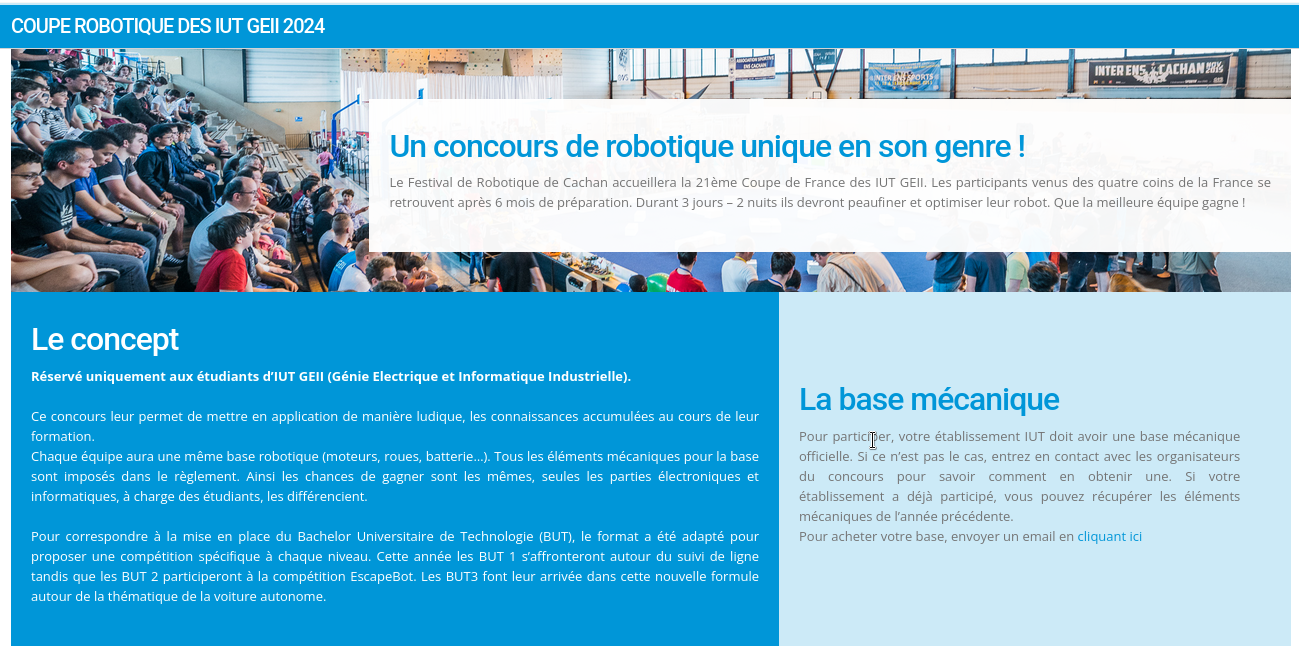 COUPE ROBOTIQUE DES IUT GEII 2024
ASSOCIATION SPORTIVE
ENS CACHAN
INTER ENS SPORTS
INTER ENS CACHAN
Un concours de robotique unique en son genre !
Le Festival de Robotique de Cachan accueillera la 21ème Coupe de France des IUT GEII. Les participants venus des quatre coins de la France se
retrouvent après 6 mois de préparation. Durant 3 jours – 2 nuits ils devront peaufiner et optimiser leur robot. Que la meilleure équipe gagne !
Le concept
Réservé uniquement aux étudiants d’IUT GEII (Génie Electrique et Informatique Industrielle).
Ce concours leur permet de mettre en application de manière ludique, les connaissances accumulées au cours de leur
formation.
Chaque équipe aura une même base robotique (moteurs, roues, batterie…). Tous les éléments mécaniques pour la base
sont imposés dans le règlement. Ainsi les chances de gagner sont les mêmes, seules les parties électroniques et
informatiques, à charge des étudiants, les différencient.
Pour correspondre à la mise en place du Bachelor Universitaire de Technologie (BUT), le format a été adapté pour
proposer une compétition spécifique à chaque niveau. Cette année les BUT 1 s’affronteront autour du suivi de ligne
tandis que les BUT 2 participeront à la compétition EscapeBot. Les BUT3 font leur arrivée dans cette nouvelle formule
autour de la thématique de la voiture autonome.
La base mécanique
Pour participer, votre établissement IUT doit avoir une base mécanique
officielle. Si ce n’est pas le cas, entrez en contact avec les organisateurs
du concours pour savoir comment en obtenir une. Si votre
établissement a déjà participé, vous pouvez récupérer les éléments
mécaniques de l’année précédente.
Pour acheter votre base, envoyer un email en cliquant ici